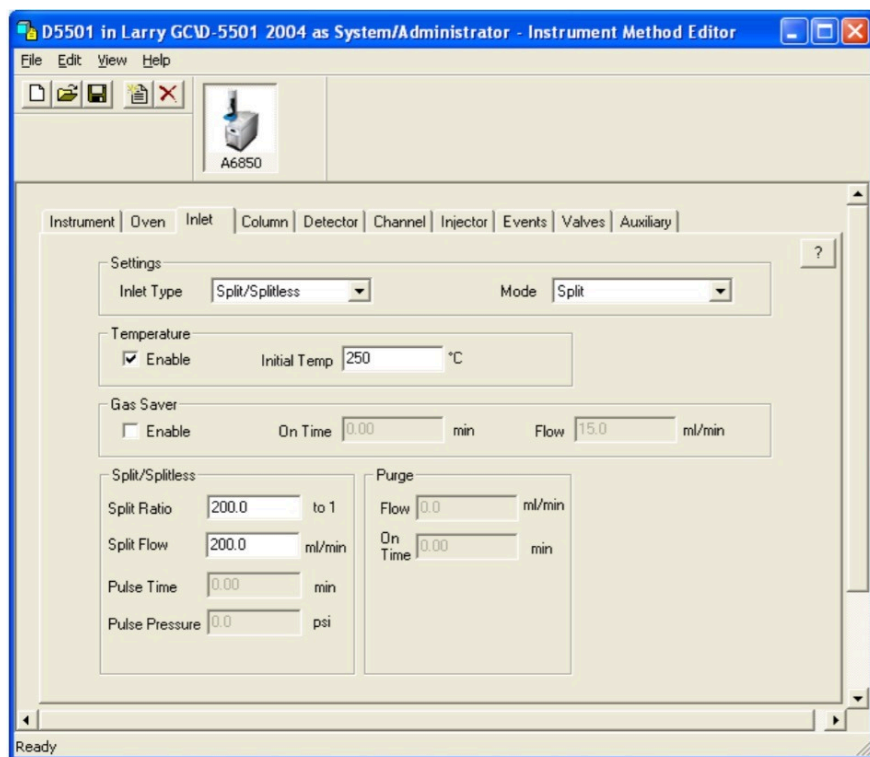 D5501 in Larry GC\D-5501 2004 as System/Administrator - Instrument Method Editor
File Edit View Help
A6850
Instrument Oven Inlet Column Detector Channel Injector Events Valves Auxiliary
?
Settings
Inlet Type Split/Splitless Mode Split
Temperature
Enable Initial Temp 250 °C
Gas Saver
Enable On Time 0.00 min Flow 15.0 ml/min
Split/Splitless
Split Ratio 200.0 to 1
Split Flow 200.0 ml/min
Pulse Time 0.00 min
Pulse Pressure 0.0 psi
Purge
Flow 0.0 ml/min
On
Time 0.00 min
Ready